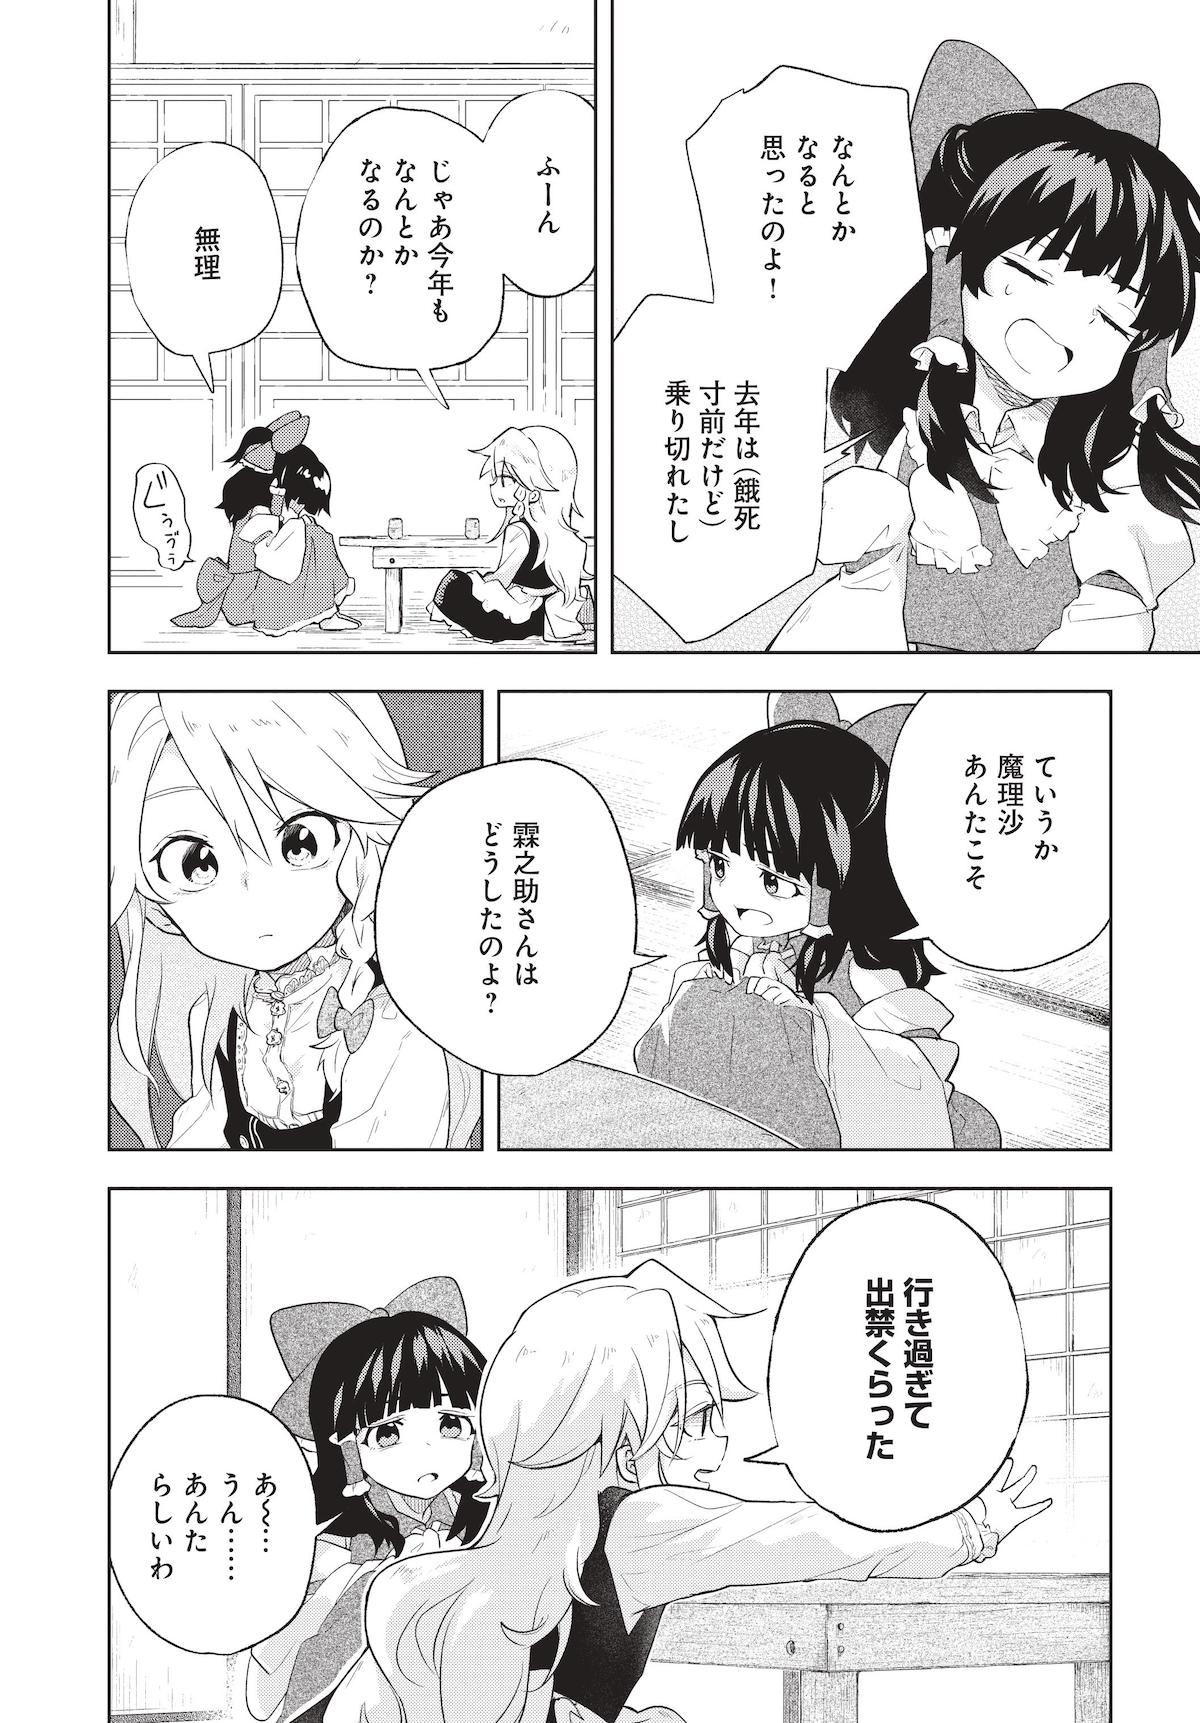 なんとか
なると
思ったのよ！
去年は（餓死
寸前だけど）
乗り切れたし
ふーん
じゃあ今年も
なんとか
なるのか？
無理
ぐぅぅぅ
ていうか
魔理沙
あんたこそ
霖之助さんは
どうしたのよ？
行き過ぎて
出禁くらった
あ〜…
うん……
あんた
らしいわ